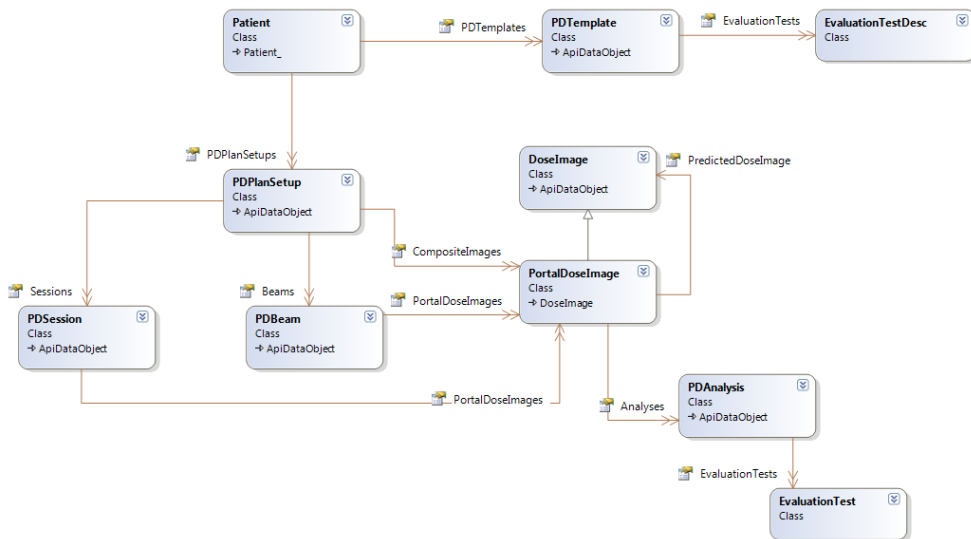 Patient
Class
Patient_
PDTemplates
PDTemplate
Class
ApiDataObject
EvaluationTests
EvaluationTestDesc
Class
PDPlanSetups
PDPlanSetup
Class
ApiDataObject
DoseImage
Class
ApiDataObject
PredictedDoseImage
CompositeImages
PortalDoseImage
Class
DoseImage
Sessions
Beams
PortalDoseImages
PDSession
Class
ApiDataObject
PDBeam
Class
ApiDataObject
PortalDoseImages
Analyses
PDAnalysis
Class
ApiDataObject
EvaluationTests
EvaluationTest
Class